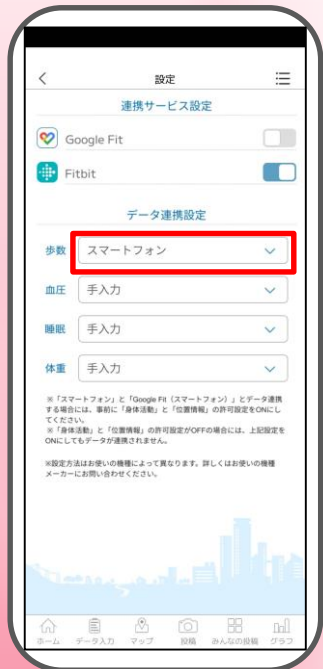 設定
連携サービス設定
Google Fit
Fitbit
データ連携設定
歩数 スマートフォン
血圧 手入力
睡眠 手入力
体重 手入力
※「スマートフォン」と「Google Fit（スマートフォン）」とデータ連携
する場合には、事前に「身体活動」と「位置情報」の許可設定をONにし
てください。
※「身体活動」と「位置情報」の許可設定がOFFの場合には、上記設定を
ONにしてもデータが連携されません。
※設定方法はお使いの機種によって異なります。詳しくはお使いの機種
メーカーにお問い合わせください。
ホーム データ入力 マップ 投稿 みんなの投稿 グラフ